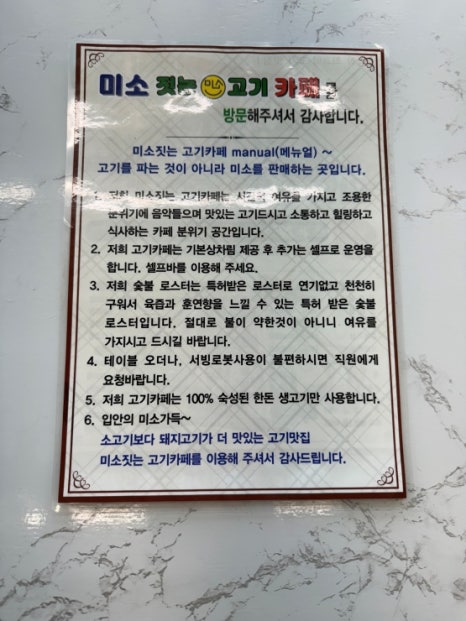 미소 짓는 미소 고기 카페를
방문해주셔서 감사합니다.
미소짓는 고기카페 manual(메뉴얼) ~
고기를 파는 것이 아니라 미소를 판매하는 곳입니다.
1. 저희 미소짓는 고기카페는 여유를 가지고 조용한
분위기에 음악들으며 맛있는 고기드시고 소통하고 힐링하고
식사하는 카페 분위기 공간입니다.
2. 저희 고기카페는 기본상차림 제공 후 추가는 셀프로 운영을
합니다. 셀프바를 이용해 주세요.
3. 저희 숯불 로스터는 특허받은 로스터로 연기없고 천천히
구워서 육즙과 훈연향을 느낄 수 있는 특허 받은 숯불
로스터입니다. 절대로 불이 약한것이 아니니 여유를
가지시고 드시길 바랍니다.
4. 테이블 오더나, 서빙로봇사용이 불편하시면 직원에게
요청바랍니다.
5. 저희 고기카페는 100% 숙성된 한돈 생고기만 사용합니다.
6. 입안의 미소가득~
소고기보다 돼지고기가 더 맛있는 고기맛집
미소짓는 고기카페를 이용해 주셔서 감사드립니다.